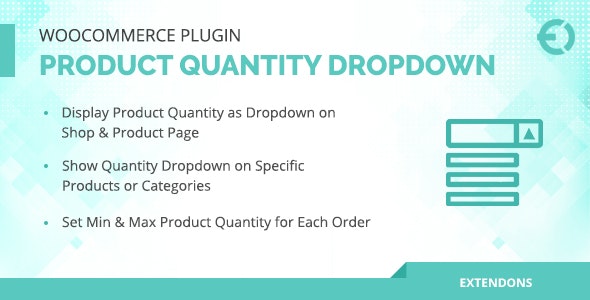 WOOCOMMERCE PLUGIN
PRODUCT QUANTITY DROPDOWN
• Display Product Quantity as Dropdown on
Shop & Product Page
• Show Quantity Dropdown on Specific
Products or Categories
• Set Min & Max Product Quantity for Each Order
EXTENDONS